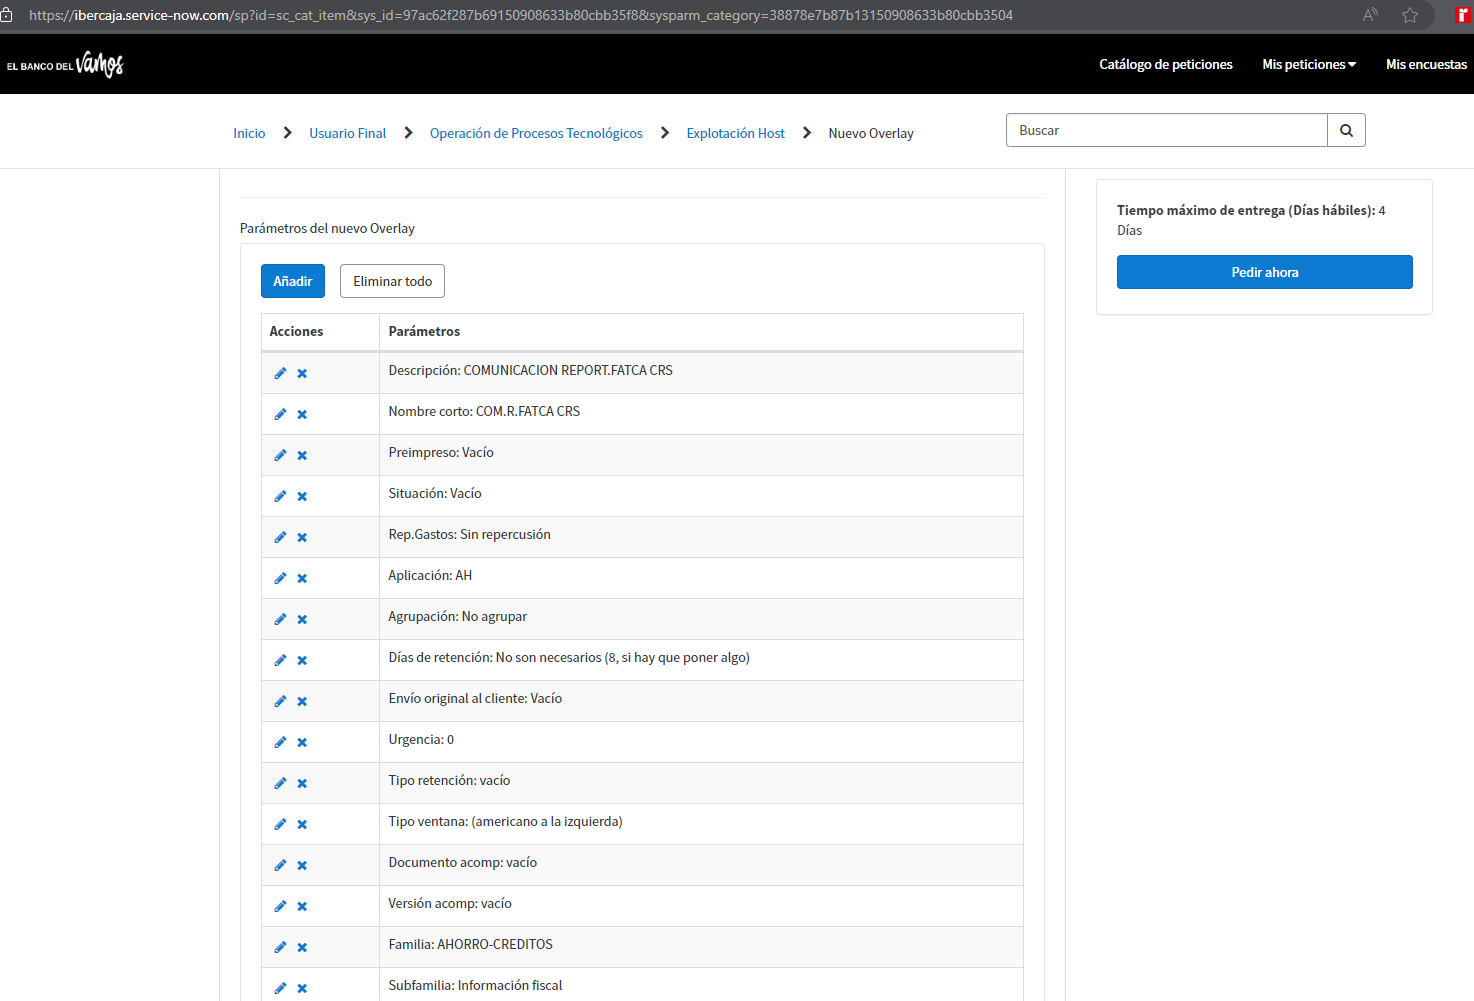 https://ibercaja.service-now.com/sp?id=sc_cat_item&sys_id=97ac62f287b69150908633b80cbb35f8&sysparm_category=38878e7b87b13150908633b80cbb3504
EL BANCO DEL vamos
Catálogo de peticiones Mis peticiones Mis encuestas
Inicio Usuario Final Operación de Procesos Tecnológicos Explotación Host Nuevo Overlay
Buscar
Tiempo máximo de entrega (Días hábiles): 4
Días
Pedir ahora
Parámetros del nuevo Overlay
Añadir Eliminar todo
Acciones Parámetros
Descripción: COMUNICACION REPORT.FATCA CRS
Nombre corto: COM.R.FATCA CRS
Preimpreso: Vacío
Situación: Vacío
Rep.Gastos: Sin repercusión
Aplicación: AH
Agrupación: No agrupar
Días de retención: No son necesarios (8, si hay que poner algo)
Envío original al cliente: Vacío
Urgencia: 0
Tipo retención: vacío
Tipo ventana: (americano a la izquierda)
Documento acomp: vacío
Versión acomp: vacío
Familia: AHORRO-CREDITOS
Subfamilia: Información fiscal